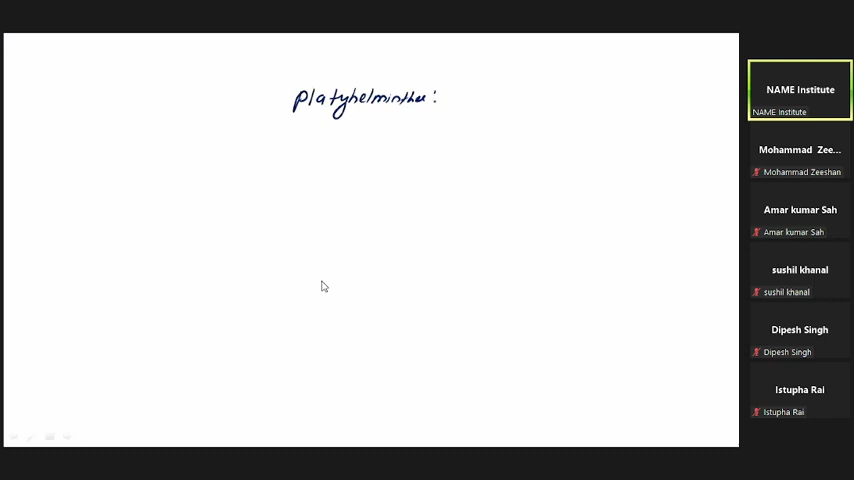 Platyhelminthes:
NAME Institute
NAME Institute
Mohammad Zee...
Mohammad Zeeshan
Amar kumar Sah
Amar kumar Sah
sushil khanal
sushil khanal
Dipesh Singh
Dipesh Singh
Istupha Rai
Istupha Rai